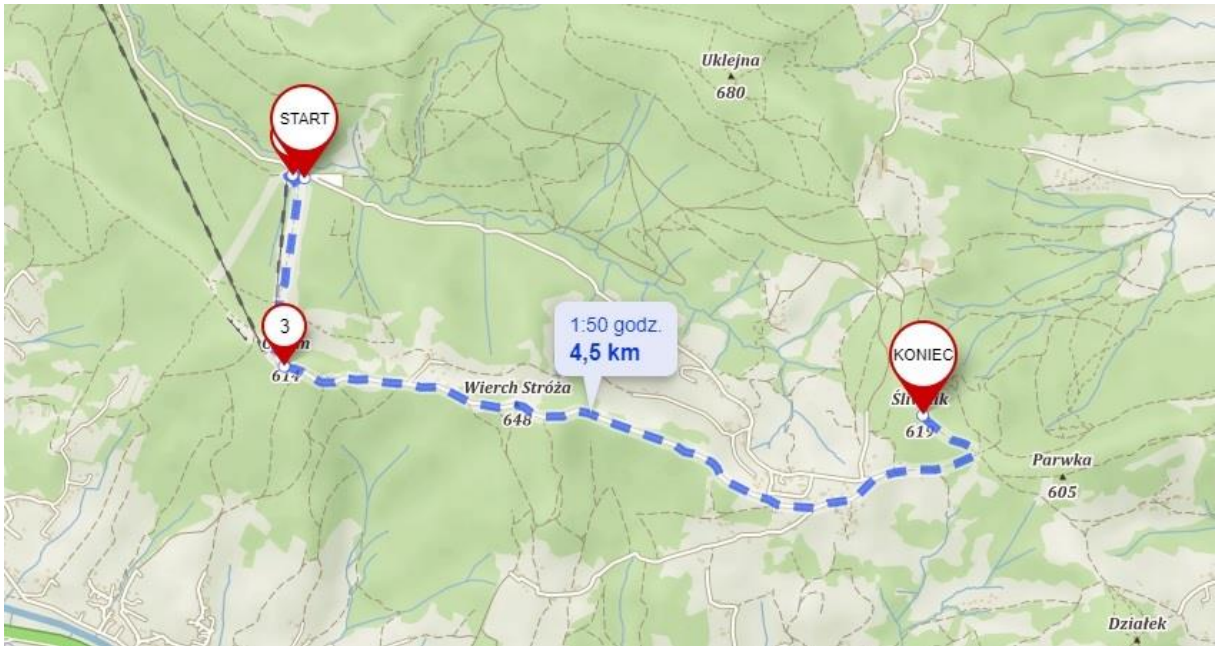 Uklejna
680
START
3
614
1:50 godz.
4,5 km
KONIEC
Wierch Stróża
648
619
Parwka
605
Działek